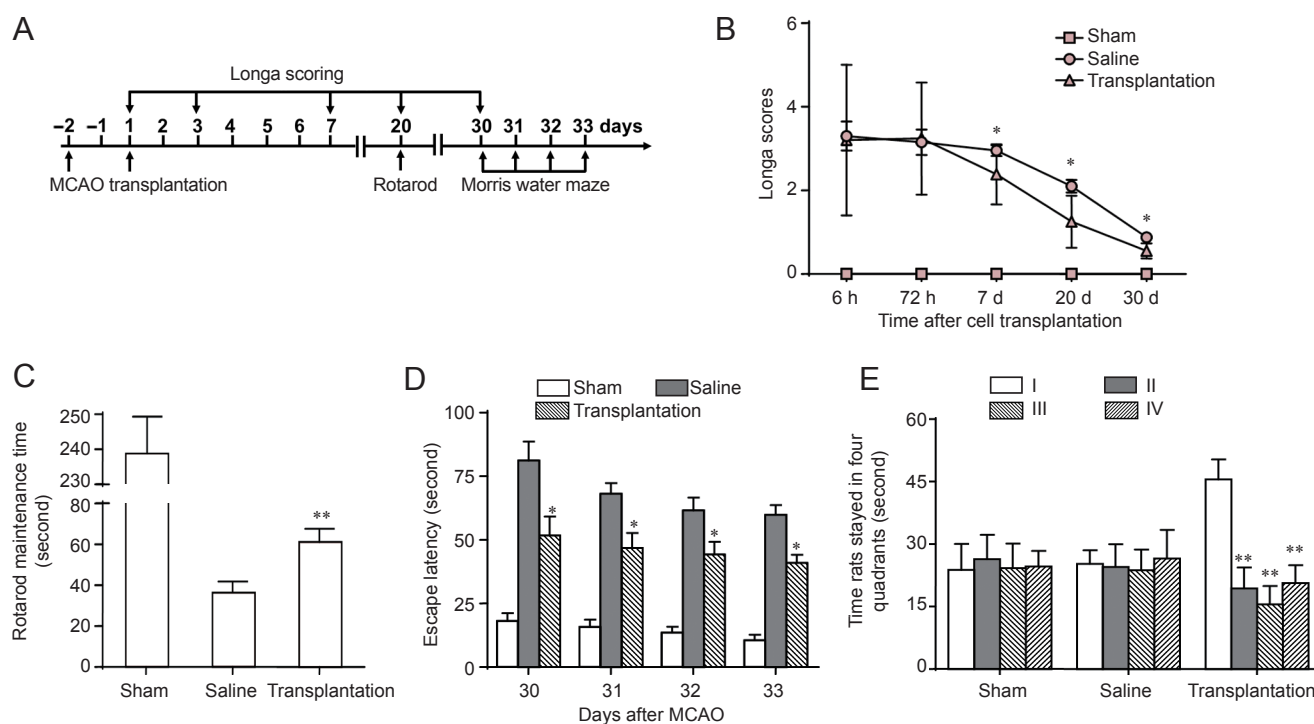 A
Longa scoring
–2 –1 1 2 3 4 5 6 7 20 30 31 32 33 days
MCAO transplantation Rotarod Morris water maze
B
Sham
Saline
Transplantation
Longa scores
6
4
2
0
* * *
6 h 72 h 7 d 20 d 30 d
Time after cell transplantation
C
Rotarod maintenance time
(second)
250
240
230
80
60
40
20
0
**
Sham Saline Transplantation
D
Sham Saline
Transplantation
Escape latency (second)
100
75
50
25
0
* * * *
30 31 32 33
Days after MCAO
E
I II
III IV
Time rats stayed in four
quadrants (second)
60
45
30
15
0
** ** **
Sham Saline Transplantation